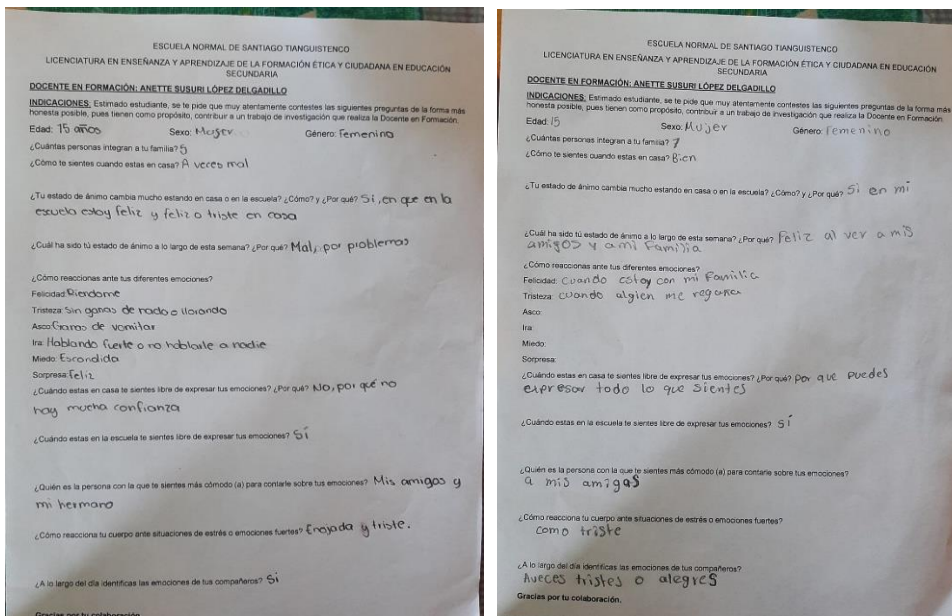 ESCUELA NORMAL DE SANTIAGO TIANGUISTENCO
LICENCIATURA EN ENSEÑANZA Y APRENDIZAJE DE LA FORMACIÓN ÉTICA Y CIUDADANA EN EDUCACIÓN
SECUNDARIA
DOCENTE EN FORMACIÓN: ANETTE SUSURI LÓPEZ DELGADILLO
INDICACIONES: Estimado estudiante, se te pide que muy atentamente contestes las siguientes preguntas de la forma más
honesta posible, pues tienen como propósito, contribuir a un trabajo de investigación que realiza la Docente en Formación.
Edad: 15 años Sexo: Mujer Género: Femenino
¿Cuántas personas integran a tu familia? 5
¿Cómo te sientes cuando estas en casa? A veces mal
¿Tu estado de ánimo cambia mucho estando en casa o en la escuela? ¿Cómo? y ¿Por qué? Si, en que en la
escuela estoy feliz y feliz o triste en casa
¿Cuál ha sido tú estado de ánimo a lo largo de esta semana? ¿Por qué? Mal, por problemas
¿Cómo reaccionas ante tus diferentes emociones?
Felicidad: Riendome
Tristeza: Sin ganas de nada o llorando
Asco: Ganas de vomitar
Ira: Hablando fuerte o no hablarle a nadie
Miedo: Escondida
Sorpresa: feliz
¿Cuándo estas en casa te sientes libre de expresar tus emociones? ¿Por qué? No, por qué no
hay mucha confianza
¿Cuándo estas en la escuela te sientes libre de expresar tus emociones? Sí
¿Quién es la persona con la que te sientes más cómodo (a) para contarle sobre tus emociones? Mis amigos y
mi hermano
¿Cómo reacciona tu cuerpo ante situaciones de estrés o emociones fuertes? Enojada y triste.
¿A lo largo del día identificas las emociones de tus compañeros? Si
Gracias por tu colaboración
ESCUELA NORMAL DE SANTIAGO TIANGUISTENCO
LICENCIATURA EN ENSEÑANZA Y APRENDIZAJE DE LA FORMACIÓN ÉTICA Y CIUDADANA EN EDUCACIÓN
SECUNDARIA
DOCENTE EN FORMACIÓN: ANETTE SUSURI LÓPEZ DELGADILLO
INDICACIONES: Estimado estudiante, se te pide que muy atentamente contestes las siguientes preguntas de la forma más
honesta posible, pues tienen como propósito, contribuir a un trabajo de investigación que realiza la Docente en Formación.
Edad: 15 Sexo: Mujer Género: Femenino
¿Cuántas personas integran a tu familia? 7
¿Cómo te sientes cuando estas en casa? Bien
¿Tu estado de ánimo cambia mucho estando en casa o en la escuela? ¿Cómo? y ¿Por qué? Si en mi
¿Cuál ha sido tú estado de ánimo a lo largo de esta semana? ¿Por qué? Feliz al ver a mis
amigos y a mi familia
¿Cómo reaccionas ante tus diferentes emociones?
Felicidad: Cuando estoy con mi familia
Tristeza: cuando algien me regaña
Asco:
Ira:
Miedo:
Sorpresa:
¿Cuándo estas en casa te sientes libre de expresar tus emociones? ¿Por qué? por que puedes
expresar todo lo que sientes
¿Cuándo estas en la escuela te sientes libre de expresar tus emociones? Sí
¿Quién es la persona con la que te sientes más cómodo (a) para contarle sobre tus emociones?
a mis amigas
¿Cómo reacciona tu cuerpo ante situaciones de estrés o emociones fuertes?
como triste
¿A lo largo del día identificas las emociones de tus compañeros?
Aveces tristes o alegres
Gracias por tu colaboración.